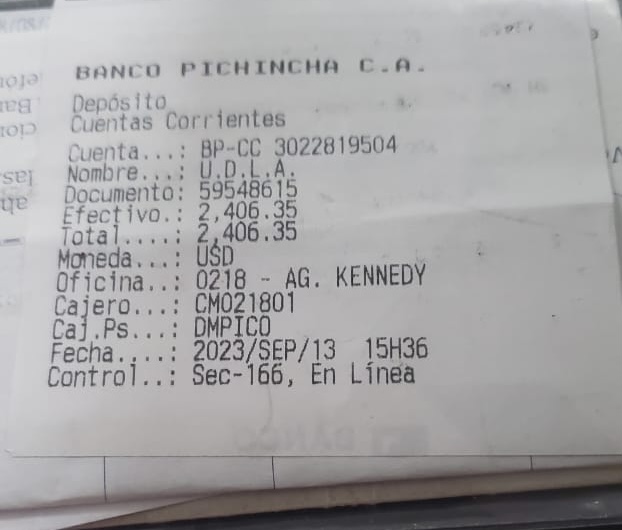 BANCO PICHINCHA C.A.
Depósito
Cuentas Corrientes
Cuenta...: BP-CC 3022819504
Nombre...: U.D.L.A.
Documento: 59548615
Efectivo.: 2,406.35
Total....: 2,406.35
Moneda...: USD
Oficina..: 0218 - AG. KENNEDY
Cajero...: CM021801
Caj.Ps...: DMPICO
Fecha....: 2023/SEP/13 15H36
Control..: Sec-166, En Línea